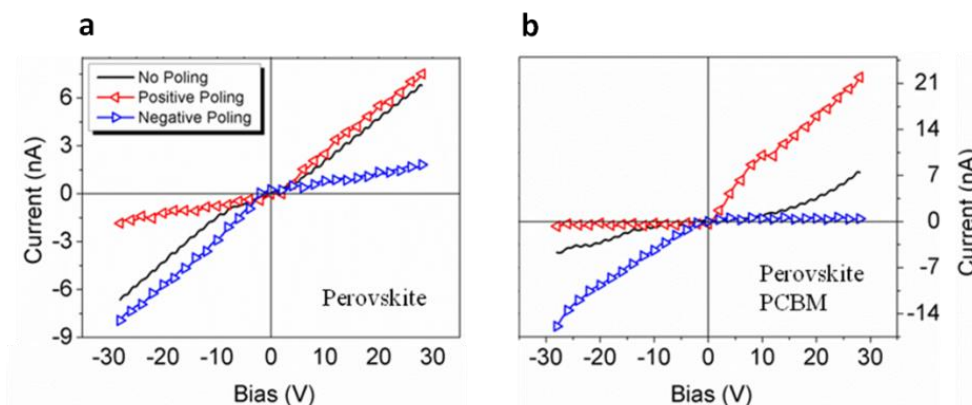 a
No Poling
Positive Poling
Negative Poling
6
3
0
-3
-6
-9
Current (nA)
Perovskite
-30 -20 -10 0 10 20 30
Bias (V)
b
21
14
7
0
-7
-14
Current (nA)
Perovskite
PCBM
-30 -20 -10 0 10 20 30
Bias (V)